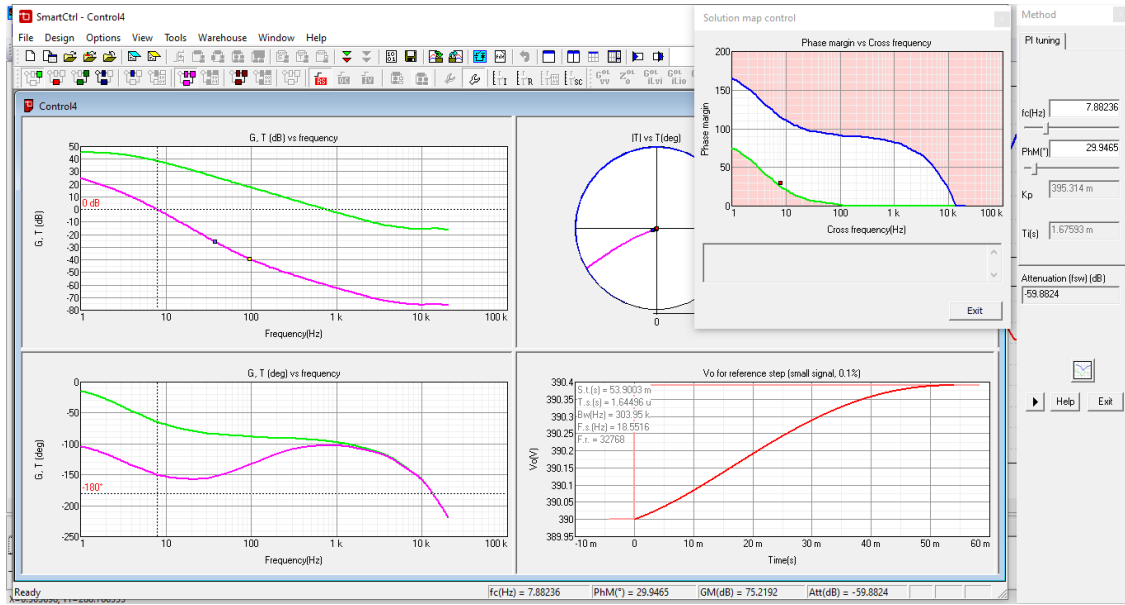 SmartCtrl - Control4
File Design Options View Tools Warehouse Window Help
Control4
G, T (dB) vs frequency
G, T (dB)
50
40
30
20
10
0
-10
-20
-30
-40
-50
-60
-70
-80
0 dB
1 10 100 1 k 10 k 100 k
Frequency(Hz)
|T| vs T(deg)
0
G, T (deg) vs frequency
G, T (deg)
0
-50
-100
-150
-200
-250
-180°
1 10 100 1 k 10 k 100 k
Frequency(Hz)
Vo for reference step (small signal, 0.1%)
Vo(V)
390.4
390.35
390.3
390.25
390.2
390.15
390.1
390.05
390
389.95
S.t.(s) = 53.9003 m
T.s.(s) = 1.64496 u
Bw(Hz) = 303.95 k
F.s.(Hz) = 18.5516
F.r. = 32768
-10 m 0 10 m 20 m 30 m 40 m 50 m 60 m
Time(s)
Solution map control
Phase margin vs Cross frequency
Phase margin
200
150
100
50
0
1 10 100 1 k 10 k 100 k
Cross frequency(Hz)
Exit
Method
PI tuning
fc(Hz) 7.88236
PhM(°) 29.9465
Kp 395.314 m
Ti(s) 1.67593 m
Attenuation (fsw) (dB)
-59.8824
Help Exit
Ready fc(Hz) = 7.88236 PhM(°) = 29.9465 GM(dB) = 75.2192 Att(dB) = -59.8824